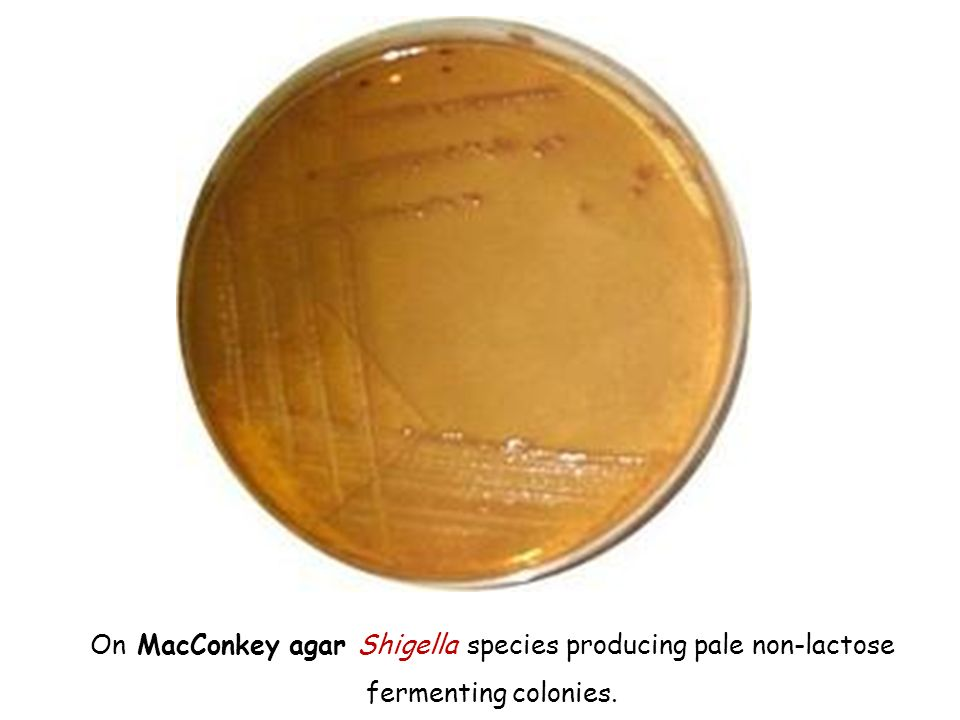 On MacConkey agar Shigella species producing pale non-lactose
fermenting colonies.